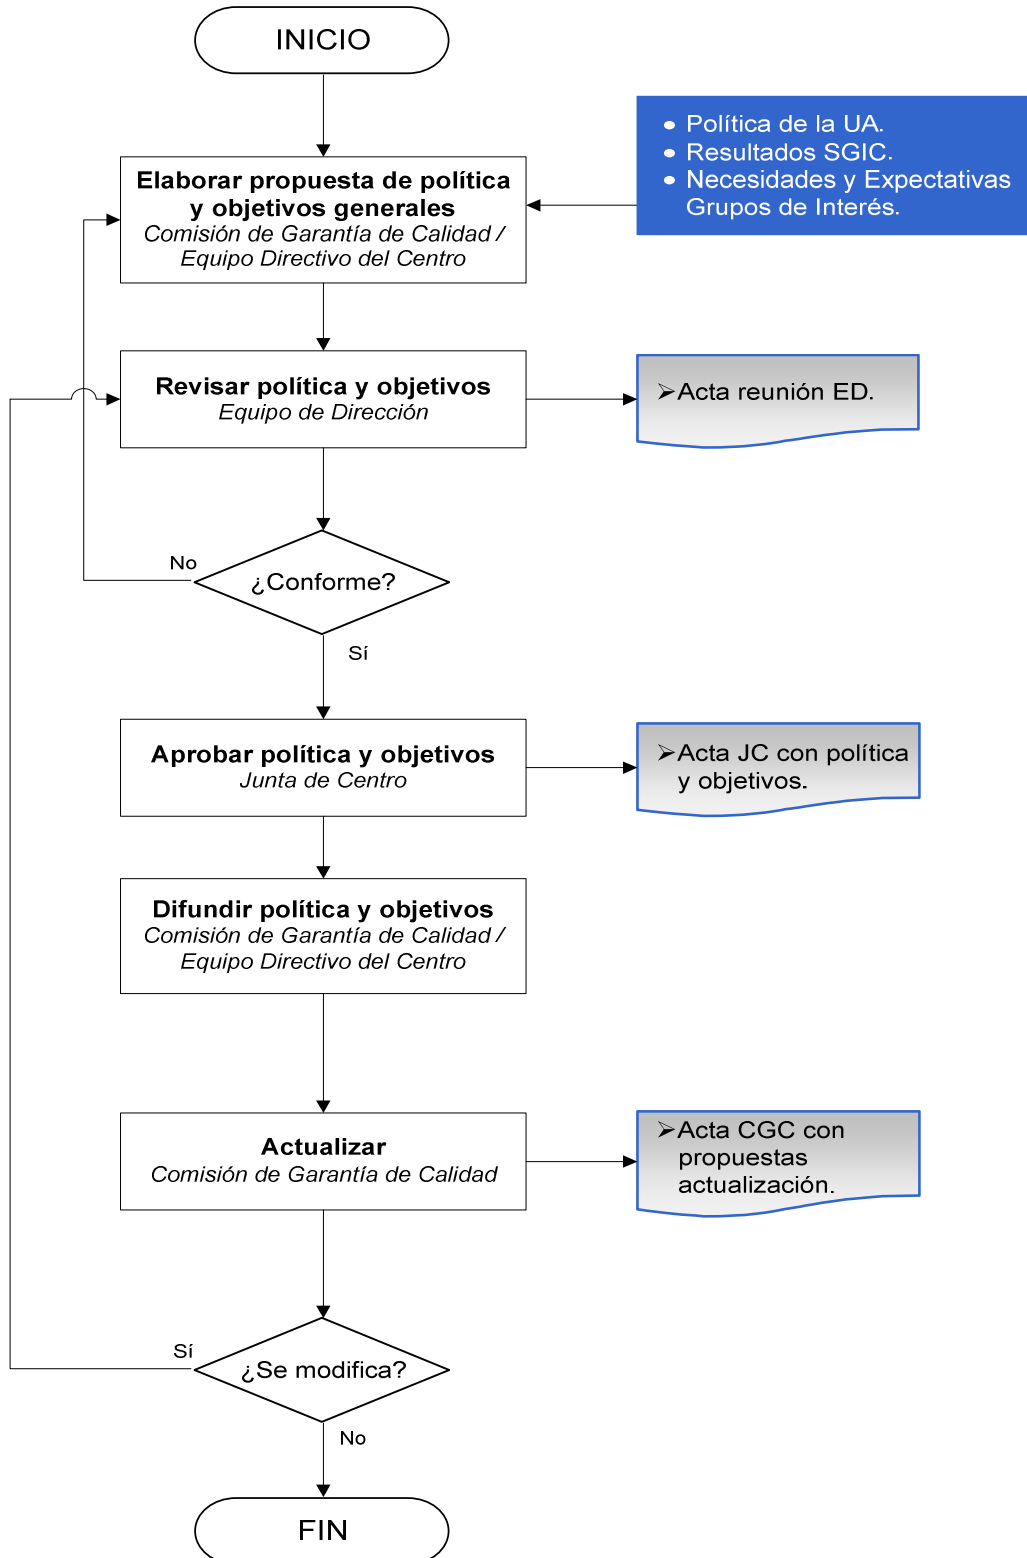 INICIO
• Política de la UA.
• Resultados SGIC.
• Necesidades y Expectativas
Grupos de Interés.
Elaborar propuesta de política
y objetivos generales
Comisión de Garantía de Calidad /
Equipo Directivo del Centro
Revisar política y objetivos
Equipo de Dirección
➢Acta reunión ED.
¿Conforme?
No
Sí
Aprobar política y objetivos
Junta de Centro
➢Acta JC con política
y objetivos.
Difundir política y objetivos
Comisión de Garantía de Calidad /
Equipo Directivo del Centro
Actualizar
Comisión de Garantía de Calidad
➢Acta CGC con
propuestas
actualización.
¿Se modifica?
Sí
No
FIN